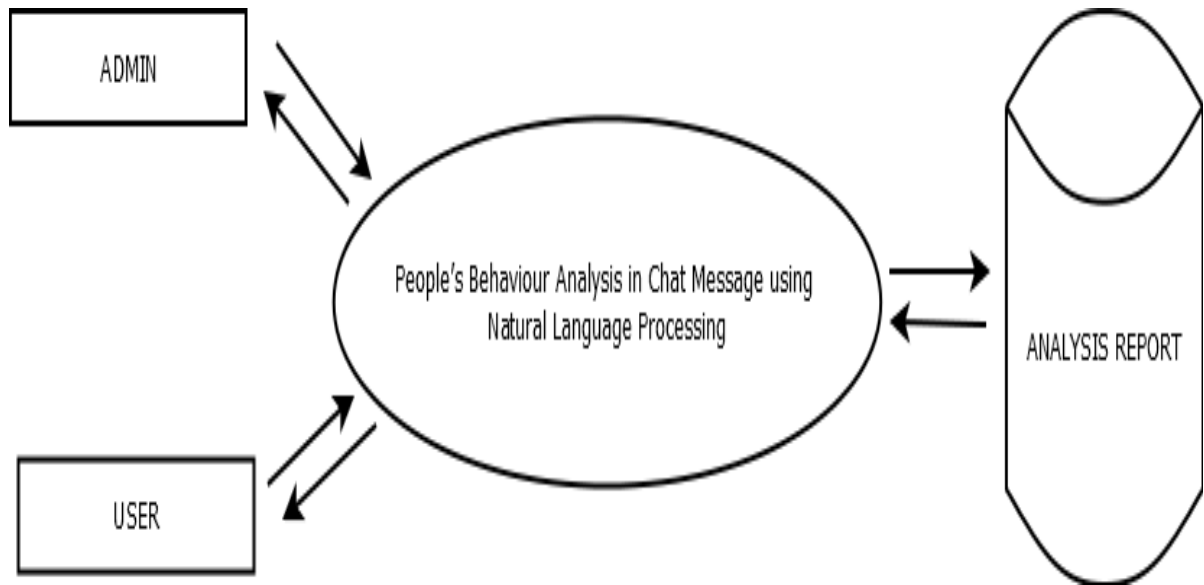 ADMIN
People's Behaviour Analysis in Chat Message using
Natural Language Processing
ANALYSIS REPORT
USER